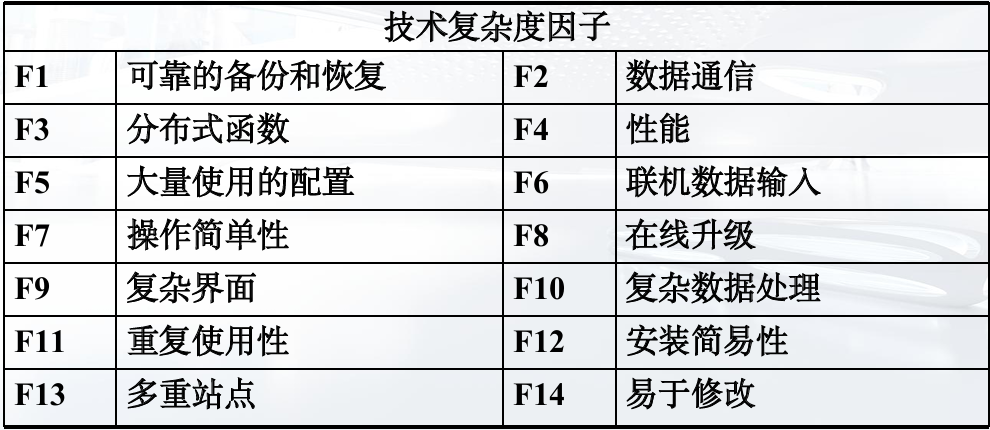 技术复杂度因子
F1 可靠的备份和恢复 F2 数据通信
F3 分布式函数 F4 性能
F5 大量使用的配置 F6 联机数据输入
F7 操作简单性 F8 在线升级
F9 复杂界面 F10 复杂数据处理
F11 重复使用性 F12 安装简易性
F13 多重站点 F14 易于修改